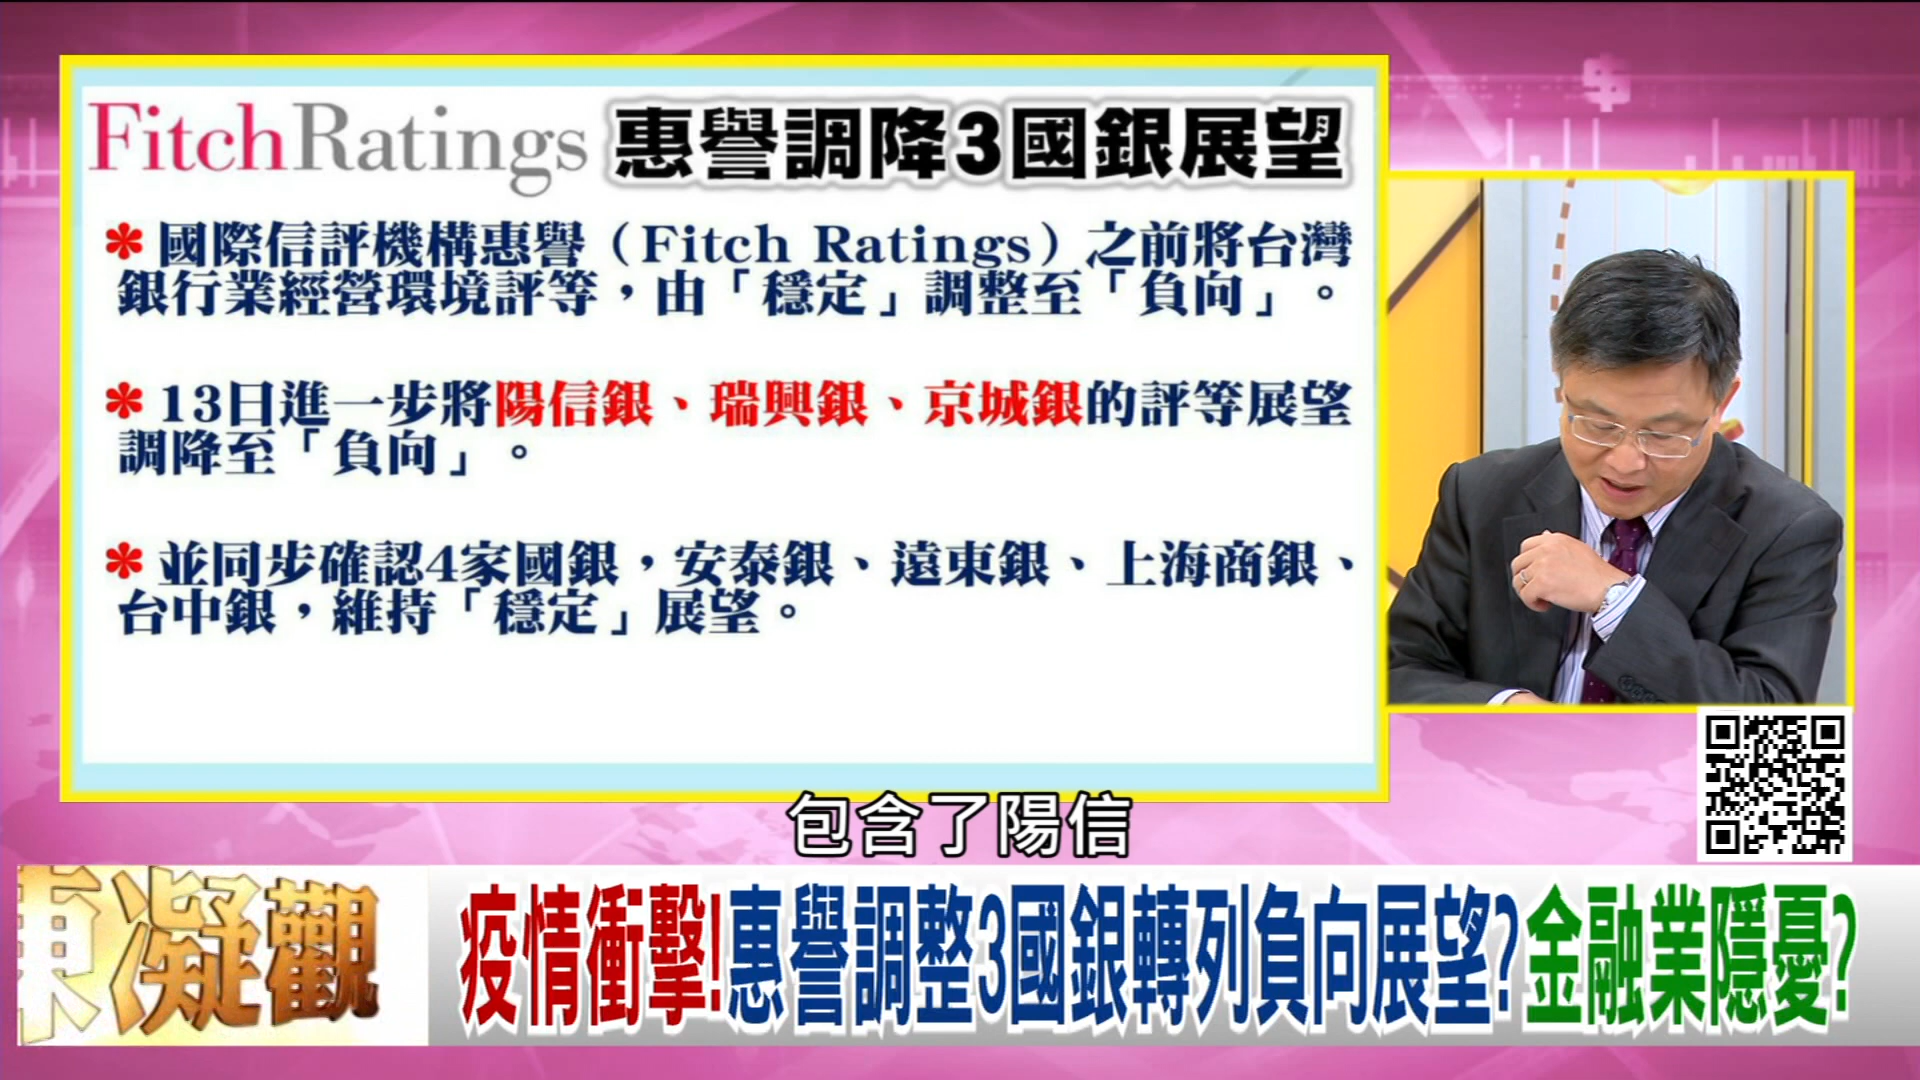 FitchRatings 惠譽調降3國銀展望
* 國際信評機構惠譽（Fitch Ratings）之前將台灣
銀行業經營環境評等，由「穩定」調整至「負向」。
* 13日進一步將陽信銀、瑞興銀、京城銀的評等展望
調降至「負向」。
* 並同步確認4家國銀，安泰銀、遠東銀、上海商銀、
台中銀，維持「穩定」展望。
包含了陽信
東凝觀
疫情衝擊!惠譽調整3國銀轉列負向展望?金融業隱憂?